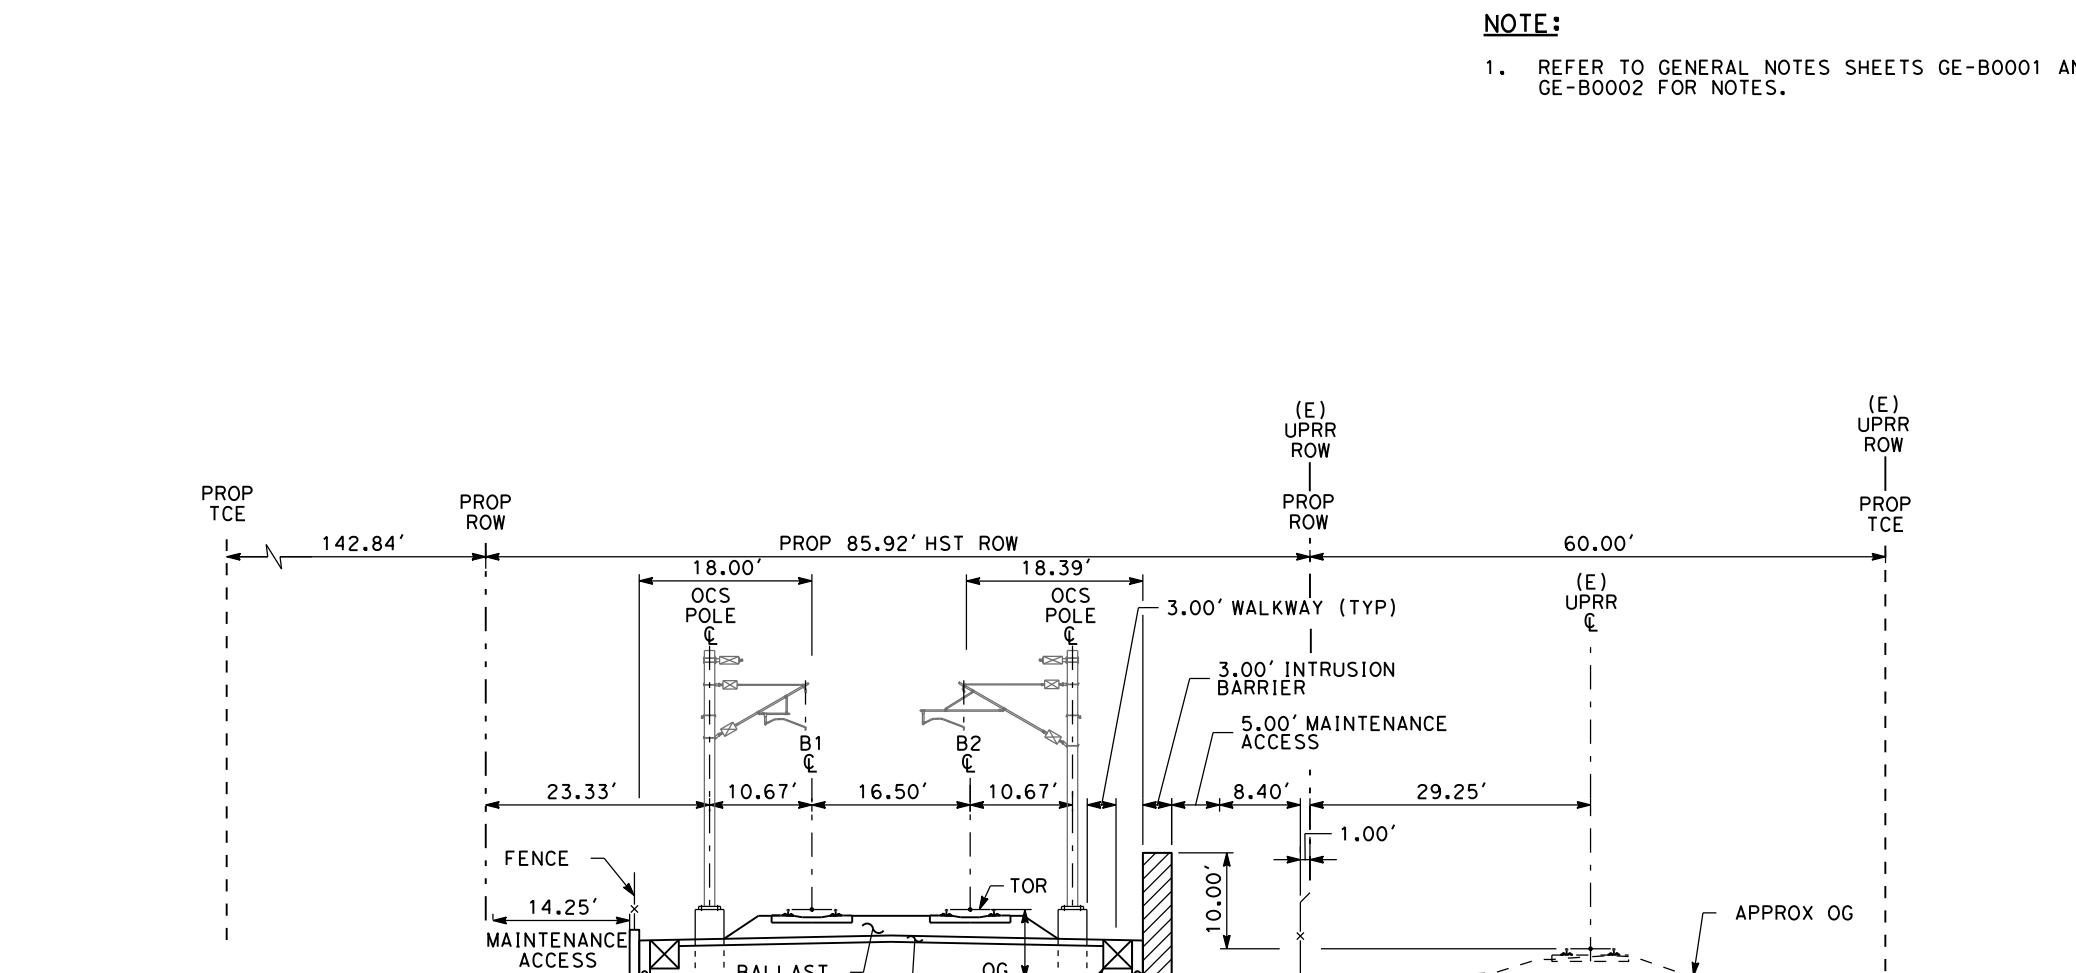 NOTE:
1. REFER TO GENERAL NOTES SHEETS GE-B0001
GE-B0002 FOR NOTES.
(E)
UPRR
ROW
(E)
UPRR
ROW
PROP
TCE
PROP
ROW
PROP
ROW
PROP
TCE
142.84'
PROP 85.92' HST ROW
60.00'
18.00'
18.39'
OCS
POLE
℄
OCS
POLE
℄
(E)
UPRR
℄
3.00' WALKWAY (TYP)
3.00' INTRUSION
BARRIER
5.00' MAINTENANCE
ACCESS
B1
℄
B2
℄
23.33'
10.67'
16.50'
10.67'
8.40'
29.25'
1.00'
FENCE
TOR
10.00'
14.25'
APPROX OG
MAINTENANCE
ACCESS
BALLAST
OG